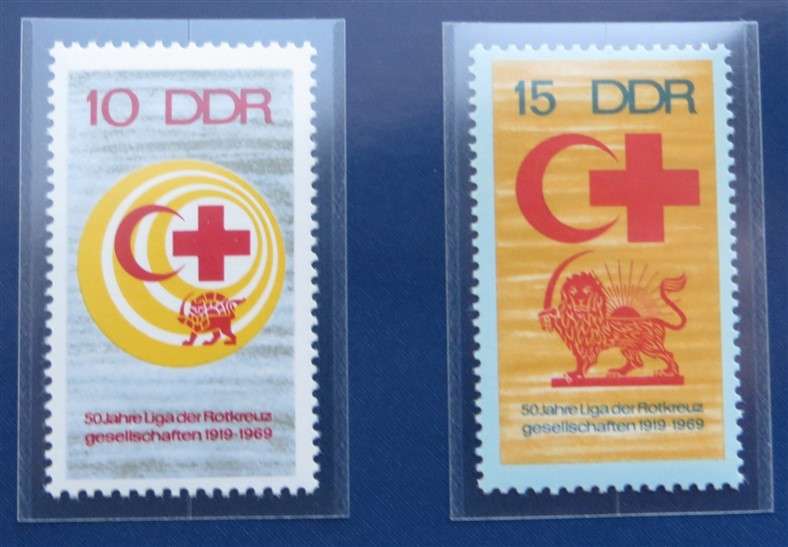 10 DDR
50 Jahre Liga der Rotkreuz
gesellschaften 1919-1969
15 DDR
50 Jahre Liga der Rotkreuz
gesellschaften 1919-1969